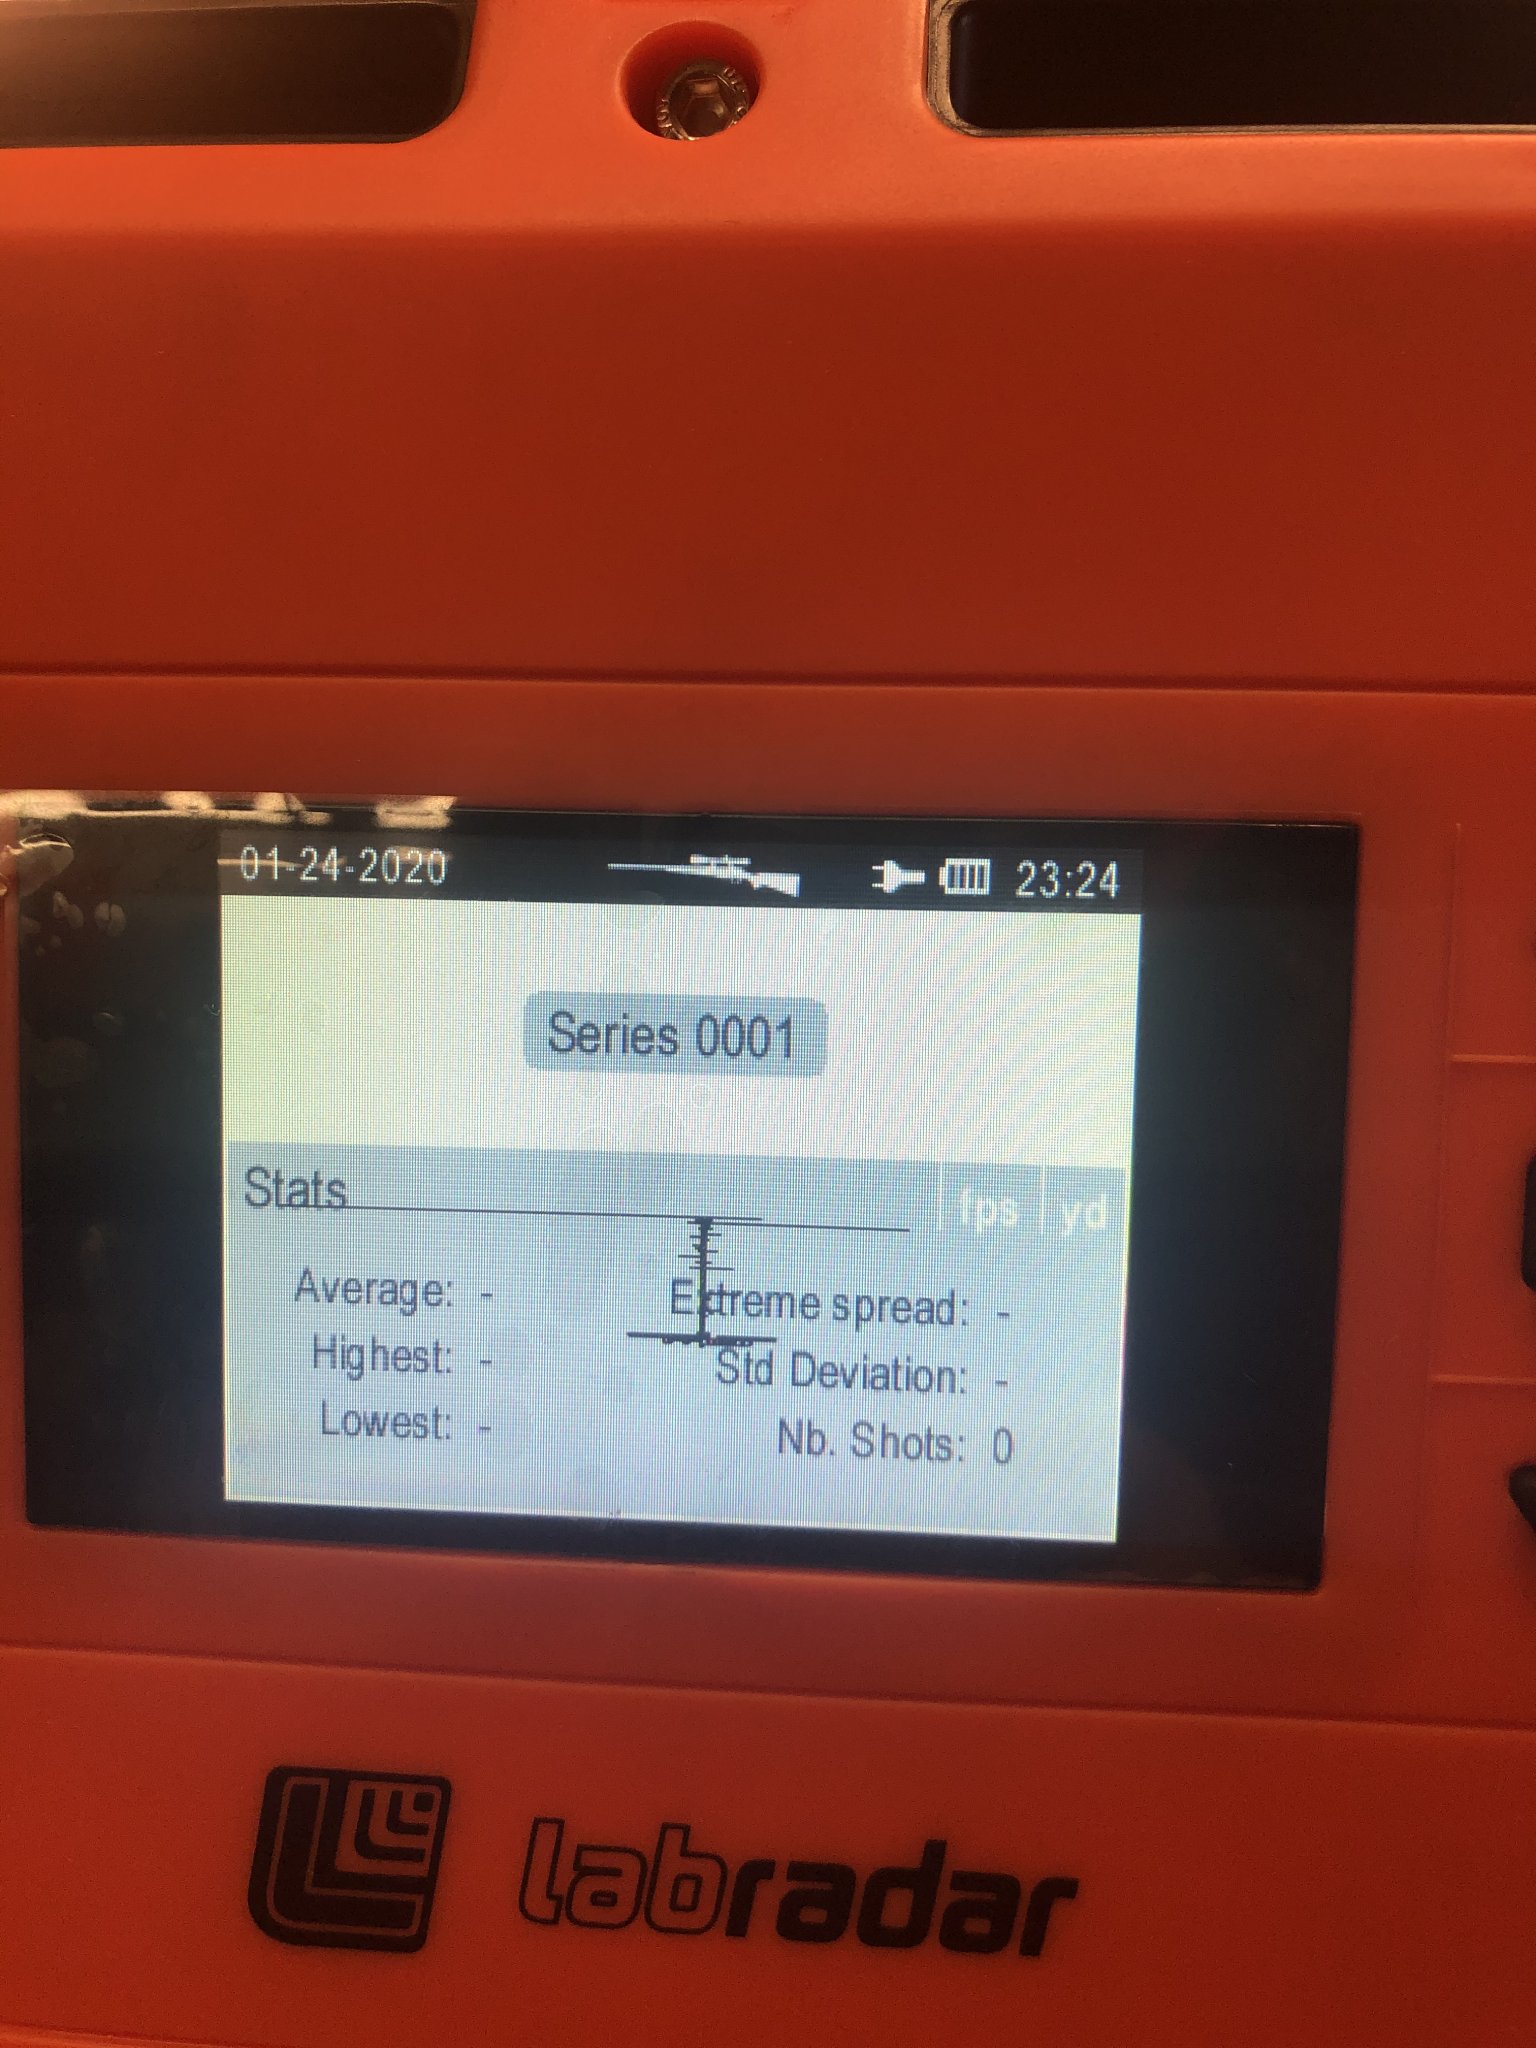 01-24-2020 23:24
Series 0001
Stats fps yd
Average: - Extreme spread: -
Highest: - Std Deviation: -
Lowest: - Nb. Shots: 0
labradar